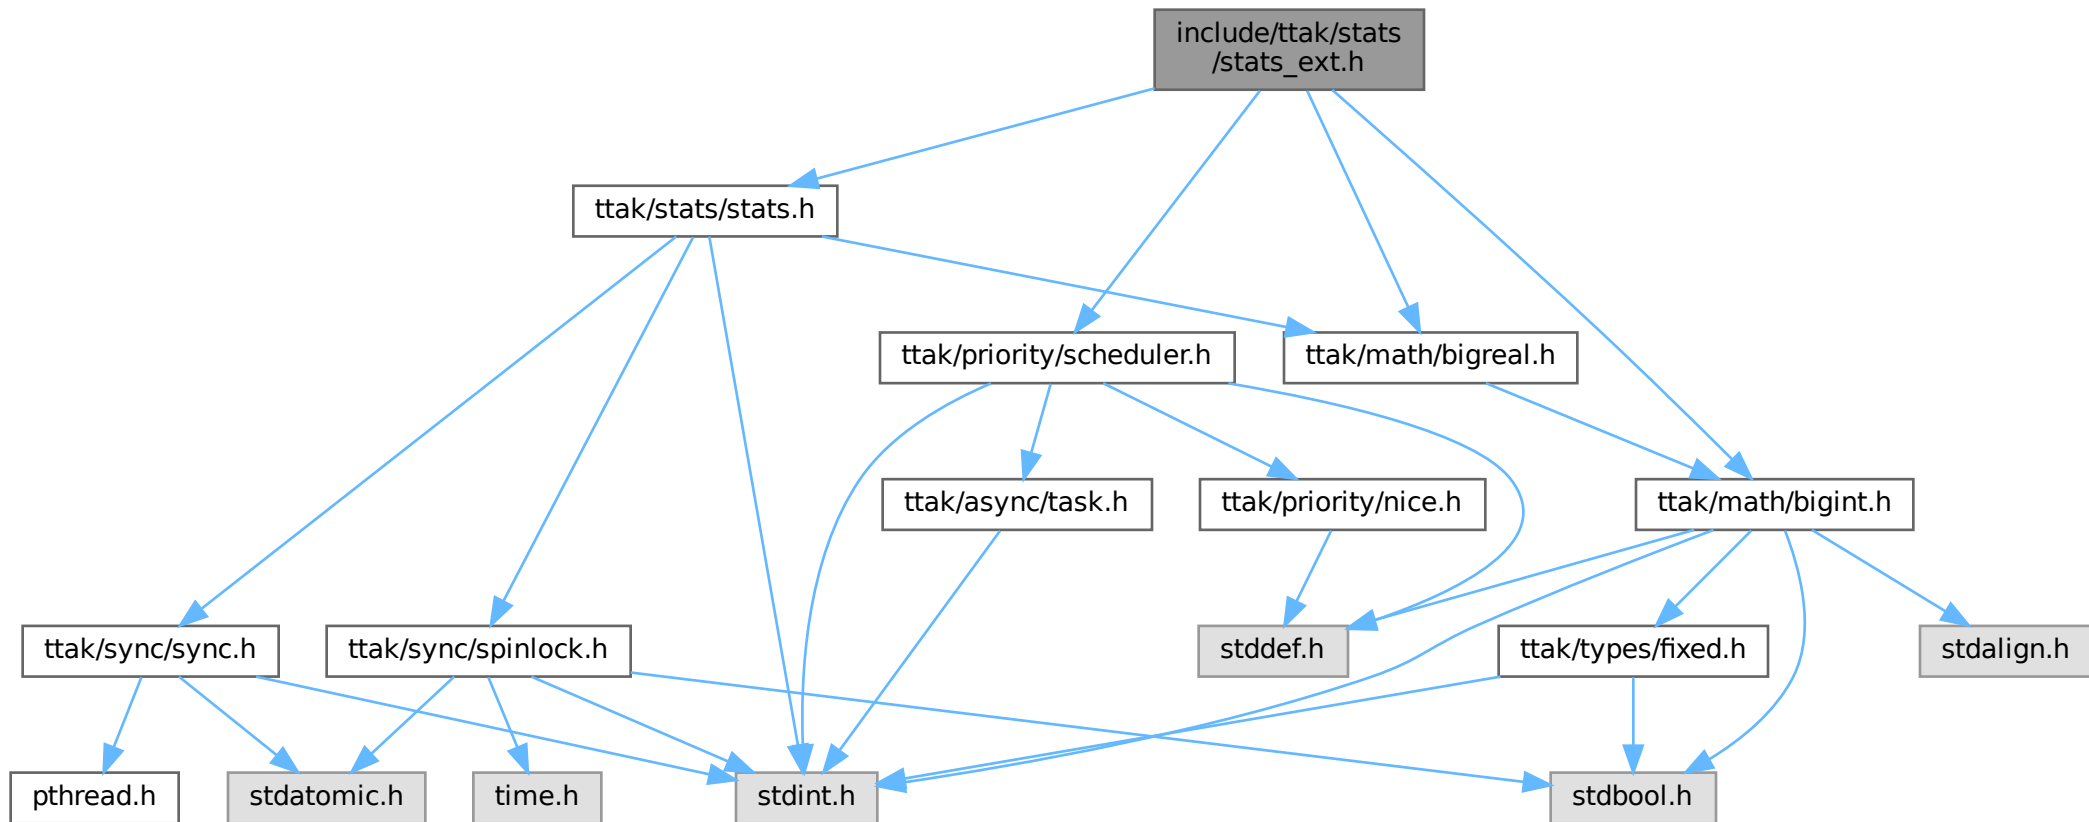 include/ttak/stats
/stats_ext.h
ttak/stats/stats.h
ttak/priority/scheduler.h
ttak/math/bigreal.h
ttak/async/task.h
ttak/priority/nice.h
ttak/math/bigint.h
ttak/sync/sync.h
ttak/sync/spinlock.h
stddef.h
ttak/types/fixed.h
stdalign.h
pthread.h
stdatomic.h
time.h
stdint.h
stdbool.h